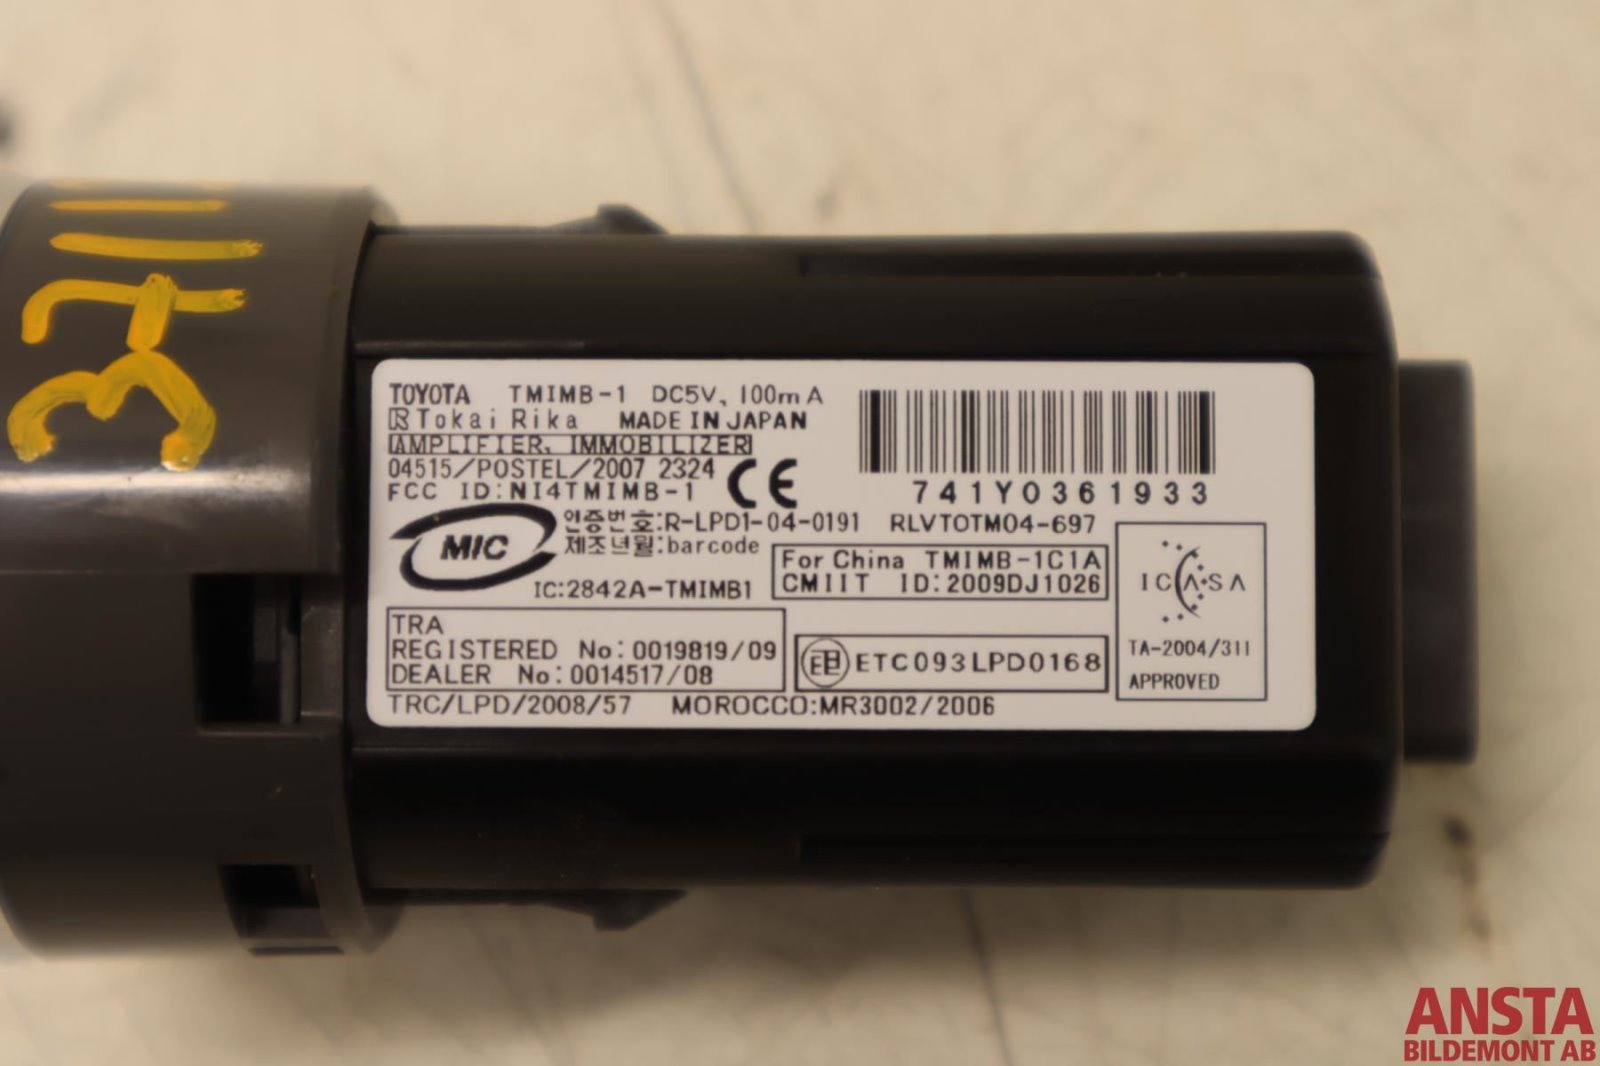 TOYOTA TMIMB-1 DC5V, 100mA
R Tokai Rika MADE IN JAPAN
AMPLIFIER, IMMOBILIZER
04515/POSTEL/2007 2324 CE
FCC ID:NI4TMIMB-1
741Y0361933
MIC
인증번호:R-LPD1-04-0191
제조년월:barcode
IC:2842A-TMIMB1
RLVTOTM04-697
For China TMIMB-1C1A
CMIIT ID:2009DJ1026
ICASA
TA-2004/311
APPROVED
TRA
REGISTERED No:0019819/09
DEALER No:0014517/08
ETC093LPD0168
TRC/LPD/2008/57 MOROCCO:MR3002/2006
ANSTA
BILDEMONT AB